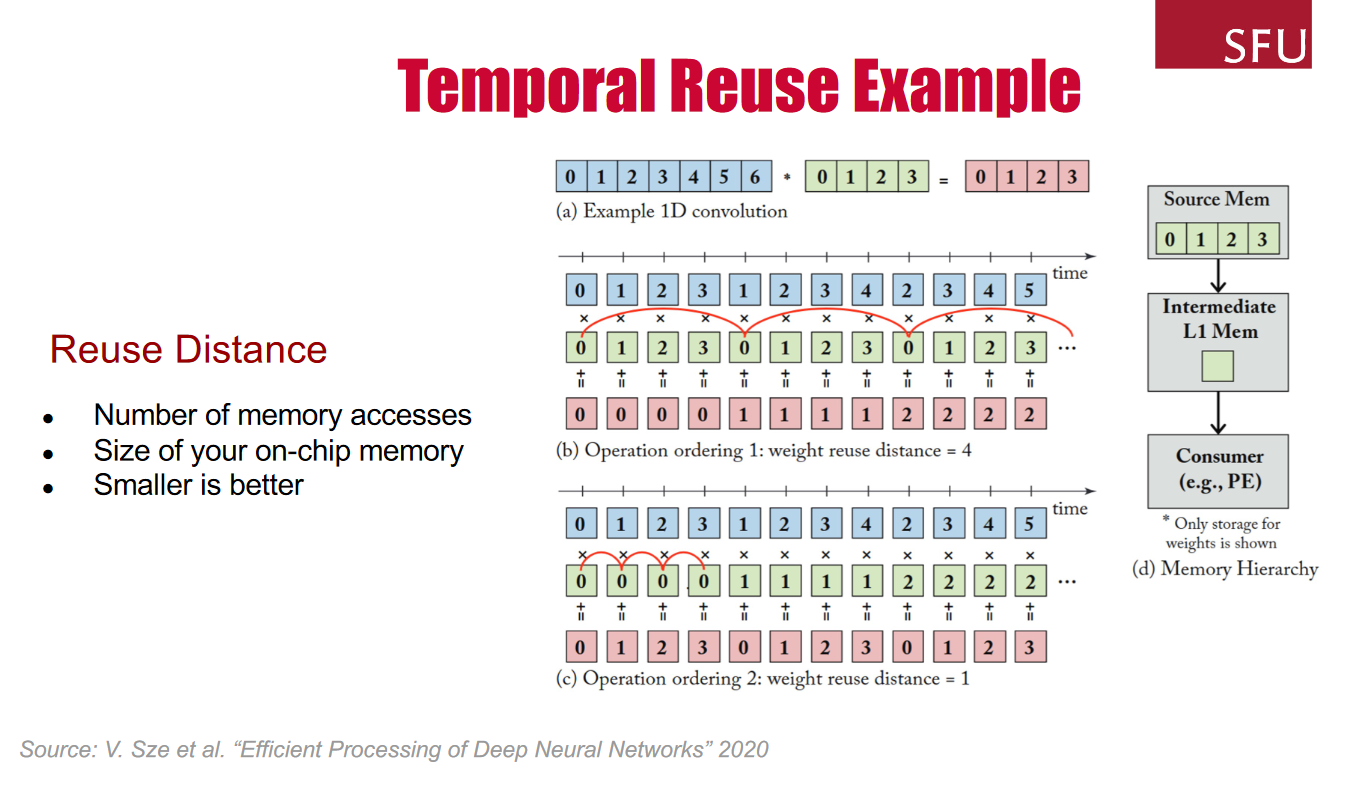 SFU
Temporal Reuse Example
0 1 2 3 4 5 6 * 0 1 2 3 = 0 1 2 3
(a) Example 1D convolution
time
0 1 2 3 1 2 3 4 2 3 4 5
× × × × × × × × × × × ×
0 1 2 3 0 1 2 3 0 1 2 3 ...
+= += += += += += += += += += += +=
0 0 0 0 1 1 1 1 2 2 2 2
(b) Operation ordering 1: weight reuse distance = 4
time
0 1 2 3 1 2 3 4 2 3 4 5
× × × × × × × × × × × ×
0 0 0 0 1 1 1 1 2 2 2 2 ...
+= += += += += += += += += += += +=
0 1 2 3 0 1 2 3 0 1 2 3
(c) Operation ordering 2: weight reuse distance = 1
Source Mem
0 1 2 3
Intermediate
L1 Mem
Consumer
(e.g., PE)
* Only storage for
weights is shown
(d) Memory Hierarchy
Reuse Distance
● Number of memory accesses
● Size of your on-chip memory
● Smaller is better
Source: V. Sze et al. “Efficient Processing of Deep Neural Networks” 2020